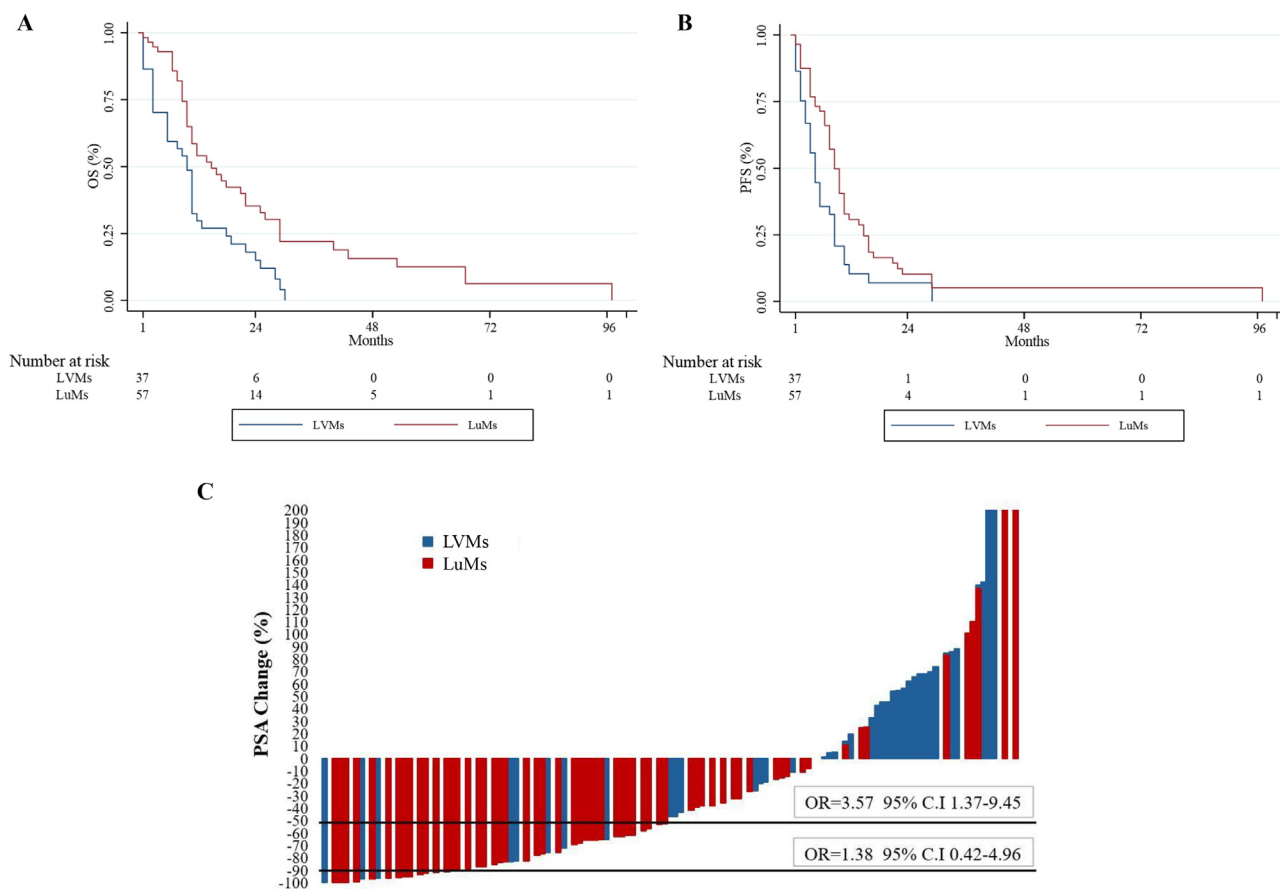 A
OS (%)
1.00
0.75
0.50
0.25
0.00
1 24 48 72 96
Months
Number at risk
LVMs 37 6 0 0 0
LuMs 57 14 5 1 1
LVMs LuMs
B
PFS (%)
1.00
0.75
0.50
0.25
0.00
1 24 48 72 96
Months
Number at risk
LVMs 37 1 0 0 0
LuMs 57 4 1 1 1
LVMs LuMs
C
PSA Change (%)
200
190
180
170
160
150
140
130
120
110
100
90
80
70
60
50
40
30
20
10
0
-10
-20
-30
-40
-50
-60
-70
-80
-90
-100
LVMs
LuMs
OR=3.57 95% C.I 1.37-9.45
OR=1.38 95% C.I 0.42-4.96